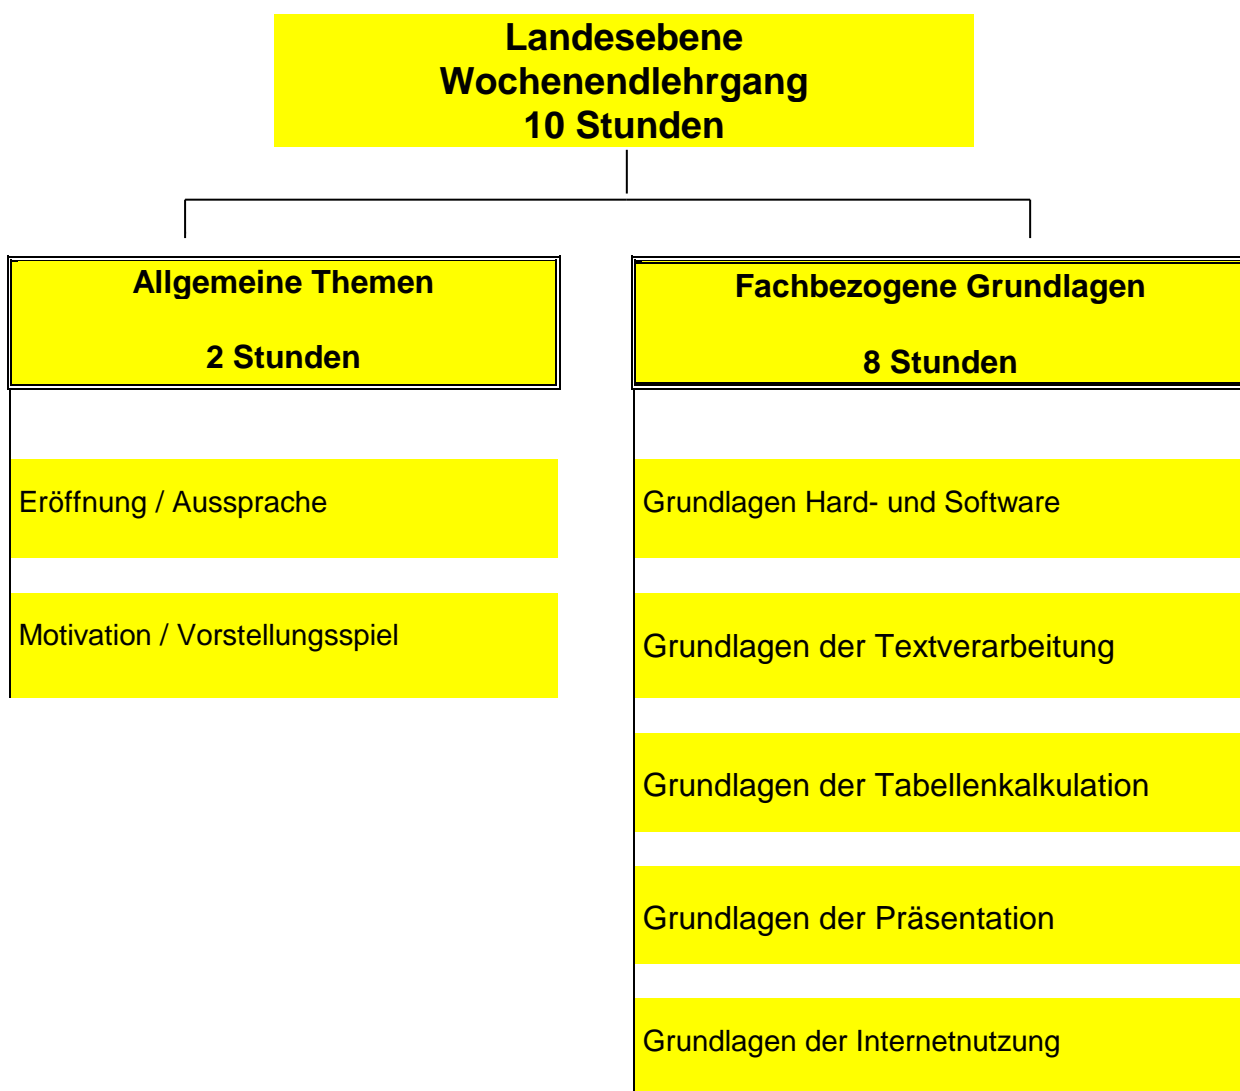 Landesebene
Wochenendlehrgang
10 Stunden
Allgemeine Themen
2 Stunden
Eröffnung / Aussprache
Motivation / Vorstellungsspiel
Fachbezogene Grundlagen
8 Stunden
Grundlagen Hard- und Software
Grundlagen der Textverarbeitung
Grundlagen der Tabellenkalkulation
Grundlagen der Präsentation
Grundlagen der Internetnutzung